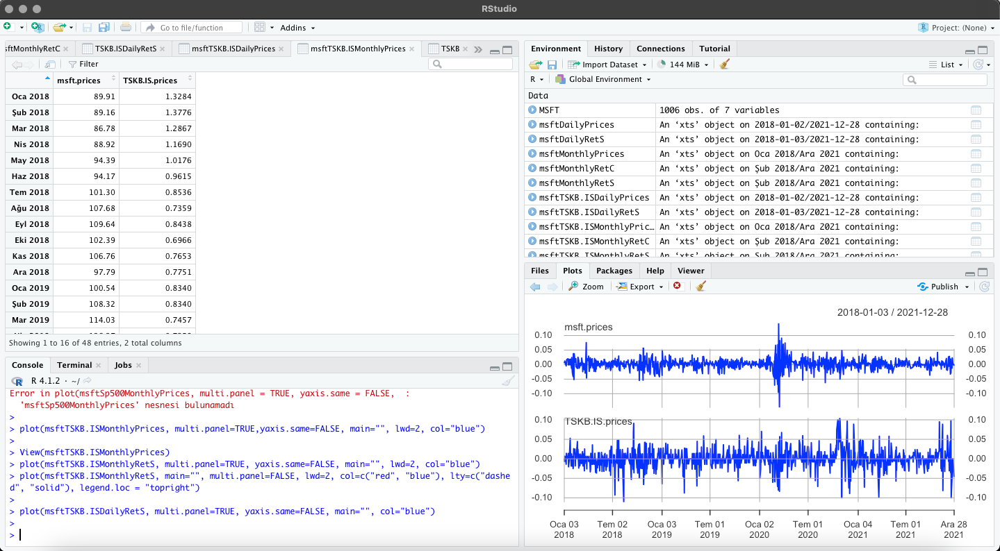 RStudio
Go to file/function
Addins
Project: (None)
sftMonthlyRetC
TSKB.ISDailyRetS
msftTSKB.ISDailyPrices
msftTSKB.ISMonthlyPrices
TSKB
Filter
msft.prices TSKB.IS.prices
Oca 2018 89.91 1.3284
Şub 2018 89.16 1.3776
Mar 2018 86.78 1.2867
Nis 2018 88.92 1.1690
May 2018 94.39 1.0176
Haz 2018 94.17 0.9615
Tem 2018 101.30 0.8536
Ağu 2018 107.68 0.7359
Eyl 2018 109.64 0.8438
Eki 2018 102.39 0.6966
Kas 2018 106.76 0.7653
Ara 2018 97.79 0.7751
Oca 2019 100.54 0.8340
Şub 2019 108.32 0.8340
Mar 2019 114.03 0.7457
Showing 1 to 16 of 48 entries, 2 total columns
Console Terminal Jobs
R 4.1.2 · ~/
Error in plot(msftSp500MonthlyPrices, multi.panel = TRUE, yaxis.same = FALSE,  :
'msftSp500MonthlyPrices' nesnesi bulunamadı
>
> plot(msftTSKB.ISMonthlyPrices, multi.panel=TRUE,yaxis.same=FALSE, main="", lwd=2, col="blue")
>
> View(msftTSKB.ISMonthlyPrices)
> plot(msftTSKB.ISMonthlyRetS, multi.panel=TRUE, yaxis.same=FALSE, main="", lwd=2, col="blue")
> plot(msftTSKB.ISMonthlyRetS, main="", multi.panel=FALSE, lwd=2, col=c("red", "blue"), lty=c("dashe
d", "solid"), legend.loc = "topright")
>
> plot(msftTSKB.ISDailyRetS, multi.panel=TRUE, yaxis.same=FALSE, main="", col="blue")
>
>
Environment History Connections Tutorial
Import Dataset 144 MiB List
R Global Environment
Data
MSFT 1006 obs. of 7 variables
msftDailyPrices An ‘xts’ object on 2018-01-02/2021-12-28 containing:
msftDailyRetS An ‘xts’ object on 2018-01-03/2021-12-28 containing:
msftMonthlyPrices An ‘xts’ object on Oca 2018/Ara 2021 containing:
msftMonthlyRetC An ‘xts’ object on Şub 2018/Ara 2021 containing:
msftMonthlyRetS An ‘xts’ object on Şub 2018/Ara 2021 containing:
msftTSKB.ISDailyPrices An ‘xts’ object on 2018-01-02/2021-12-28 containing:
msftTSKB.ISDailyRetS An ‘xts’ object on 2018-01-03/2021-12-28 containing:
msftTSKB.ISMonthlyPric… An ‘xts’ object on Oca 2018/Ara 2021 containing:
msftTSKB.ISMonthlyRetC An ‘xts’ object on Şub 2018/Ara 2021 containing:
msftTSKB.ISMonthlyRetS An ‘xts’ object on Şub 2018/Ara 2021 containing:
Files Plots Packages Help Viewer
Zoom Export Publish
2018-01-03 / 2021-12-28
msft.prices
0.10 0.10
0.05 0.05
0.00 0.00
-0.05 -0.05
-0.10 -0.10
TSKB.IS.prices
0.10 0.10
0.05 0.05
0.00 0.00
-0.05 -0.05
-0.10 -0.10
Oca 03 Tem 02 Oca 03 Tem 01 Oca 02 Tem 01 Oca 04 Tem 01 Ara 28
2018 2018 2019 2019 2020 2020 2021 2021 2021